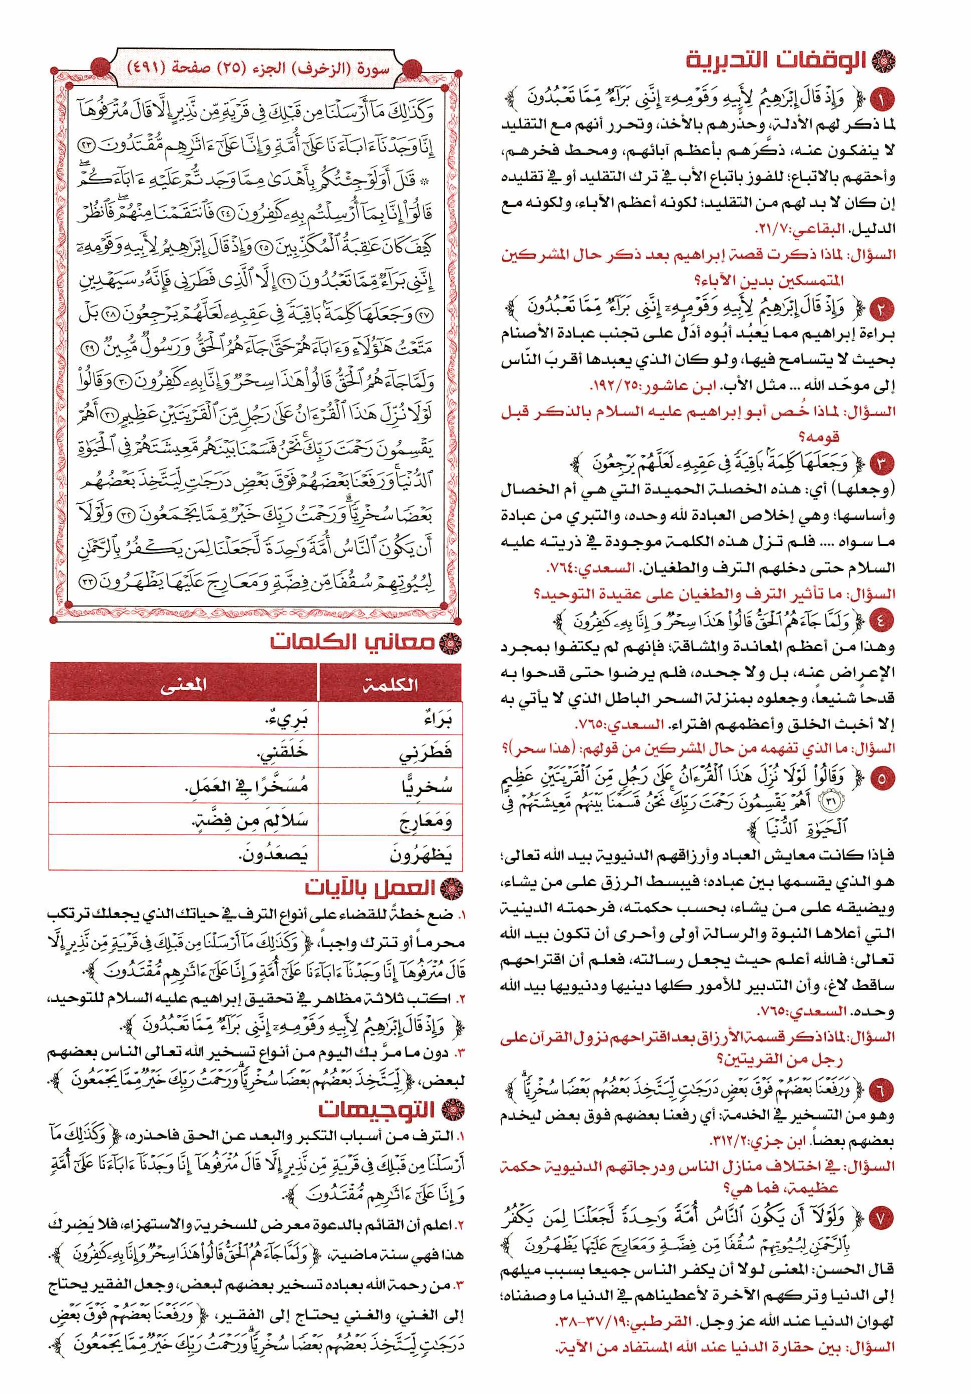 الوقفات التدبرية
١ ﴿ وَإِذْ قَالَ إِبْرَٰهِيمُ لِأَبِيهِ وَقَوْمِهِۦٓ إِنَّنِى بَرَآءٌ مِّمَّا تَعْبُدُونَ ﴾
لما ذكر لهم الأدلة، وحذَّرهم بالأخذ، وتحرر أنهم مع التقليد
لا ينفكون عنه، ذكَّرَهم بأعظم آبائهم، ومحط فخرهم،
وأحقهم بالاتباع؛ للفوز باتباع الأب في ترك التقليد أو في تقليده
إن كان لا بد لهم من التقليد؛ لكونه أعظم الآباء، ولكونه مع
الدليل. البقاعي:٢١/٧.
السؤال: لماذا ذكرت قصة إبراهيم بعد ذكر حال المشركين
المتمسكين بدين الآباء؟
٢ ﴿ وَإِذْ قَالَ إِبْرَٰهِيمُ لِأَبِيهِ وَقَوْمِهِۦٓ إِنَّنِى بَرَآءٌ مِّمَّا تَعْبُدُونَ ﴾
براءة إبراهيم مما يَعبُد أبُوه أدَل على تجنب عبادة الأصنام
بحيث لا يتسامح فيها، ولو كان الذي يعبدها أقربَ النّاس
إلى موحّد الله ... مثل الأب. ابن عاشور:١٩٢/٢٥.
السؤال: لماذا خُص أبو إبراهيم عليه السلام بالذكر قبل
قومه؟
٣ ﴿ وَجَعَلَهَا كَلِمَةًۢ بَاقِيَةً فِى عَقِبِهِۦ لَعَلَّهُمْ يَرْجِعُونَ ﴾
(وجعلها) أي: هذه الخصلة الحميدة التي هي أم الخصال
وأساسها؛ وهي إخلاص العبادة لله وحده، والتبري من عبادة
ما سواه .... فلم تزل هذه الكلمة موجودة في ذريته عليه
السلام حتى دخلهم الترف والطغيان. السعدي:٧٦٤.
السؤال: ما تأثير الترف والطغيان على عقيدة التوحيد؟
٤ ﴿ وَلَمَّا جَآءَهُمُ ٱلْحَقُّ قَالُوا۟ هَٰذَا سِحْرٌ وَإِنَّا بِهِۦ كَٰفِرُونَ ﴾
وهذا من أعظم المعاندة والمشاقة؛ فإنهم لم يكتفوا بمجرد
الإعراض عنه، بل ولا جحده، فلم يرضوا حتى قدحوا به
قدحاً شنيعاً، وجعلوه بمنزلة السحر الباطل الذي لا يأتي به
إلا أخبث الخلق وأعظمهم افتراء. السعدي:٧٦٥.
السؤال: ما الذي تفهمه من حال المشركين من قولهم: (هذا سحر)؟
٥ ﴿ وَقَالُوا۟ لَوْلَا نُزِّلَ هَٰذَا ٱلْقُرْءَانُ عَلَىٰ رَجُلٍ مِّنَ ٱلْقَرْيَتَيْنِ عَظِيمٍ
٣١ أَهُمْ يَقْسِمُونَ رَحْمَتَ رَبِّكَ ۚ نَحْنُ قَسَمْنَا بَيْنَهُم مَّعِيشَتَهُمْ فِى
ٱلْحَيَوٰةِ ٱلدُّنْيَا ﴾
فإذا كانت معايش العباد وأرزاقهم الدنيوية بيد الله تعالى؛
هو الذي يقسمها بين عباده؛ فيبسط الرزق على من يشاء،
ويضيقه على من يشاء، بحسب حكمته، فرحمته الدينية
التي أعلاها النبوة والرسالة أولى وأحرى أن تكون بيد الله
تعالى؛ فالله أعلم حيث يجعل رسالته، فعلم أن اقتراحهم
ساقط لاغٍ، وأن التدبير للأمور كلها دينيها ودنيويها بيد الله
وحده. السعدي:٧٦٥.
السؤال: لماذا ذكر قسمة الأرزاق بعد اقتراحهم نزول القرآن على
رجل من القريتين؟
٦ ﴿ وَرَفَعْنَا بَعْضَهُمْ فَوْقَ بَعْضٍ دَرَجَٰتٍ لِّيَتَّخِذَ بَعْضُهُم بَعْضًا سُخْرِيًّا ﴾
وهو من التسخير في الخدمة: أي رفعنا بعضهم فوق بعض ليخدم
بعضهم بعضاً. ابن جزي:٣١٢/٢.
السؤال: في اختلاف منازل الناس ودرجاتهم الدنيوية حكمة
عظيمة، فما هي؟
٧ ﴿ وَلَوْلَآ أَن يَكُونَ ٱلنَّاسُ أُمَّةً وَٰحِدَةً لَّجَعَلْنَا لِمَن يَكْفُرُ
بِٱلرَّحْمَٰنِ لِبُيُوتِهِمْ سُقُفًا مِّن فِضَّةٍ وَمَعَارِجَ عَلَيْهَا يَظْهَرُونَ ﴾
قال الحسن: المعنى لولا أن يكفر الناس جميعا بسبب ميلهم
إلى الدنيا وتركهم الآخرة لأعطيناهم في الدنيا ما وصفناه؛
لهوان الدنيا عند الله عز وجل. القرطبي:٣٧/١٩-٣٨.
السؤال: بين حقارة الدنيا عند الله المستفاد من الآية.
سورة (الزخرف) الجزء (٢٥) صفحة (٤٩١)
وَكَذَٰلِكَ مَآ أَرْسَلْنَا مِن قَبْلِكَ فِى قَرْيَةٍ مِّن نَّذِيرٍ إِلَّا قَالَ مُتْرَفُوهَآ
إِنَّا وَجَدْنَآ ءَابَآءَنَا عَلَىٰٓ أُمَّةٍ وَإِنَّا عَلَىٰٓ ءَاثَٰرِهِم مُّقْتَدُونَ ٢٣
۞ قَٰلَ أَوَلَوْ جِئْتُكُم بِأَهْدَىٰ مِمَّا وَجَدتُّمْ عَلَيْهِ ءَابَآءَكُمْ ۖ
قَالُوٓا۟ إِنَّا بِمَآ أُرْسِلْتُم بِهِۦ كَٰفِرُونَ ٢٤ فَٱنتَقَمْنَا مِنْهُمْ ۖ فَٱنظُرْ
كَيْفَ كَانَ عَٰقِبَةُ ٱلْمُكَذِّبِينَ ٢٥ وَإِذْ قَالَ إِبْرَٰهِيمُ لِأَبِيهِ وَقَوْمِهِۦٓ
إِنَّنِى بَرَآءٌ مِّمَّا تَعْبُدُونَ ٢٦ إِلَّا ٱلَّذِى فَطَرَنِى فَإِنَّهُۥ سَيَهْدِينِ
٢٧ وَجَعَلَهَا كَلِمَةًۢ بَاقِيَةً فِى عَقِبِهِۦ لَعَلَّهُمْ يَرْجِعُونَ ٢٨ بَلْ
مَتَّعْتُ هَٰٓؤُلَآءِ وَءَابَآءَهُمْ حَتَّىٰ جَآءَهُمُ ٱلْحَقُّ وَرَسُولٌ مُّبِينٌ ٢٩
وَلَمَّا جَآءَهُمُ ٱلْحَقُّ قَالُوا۟ هَٰذَا سِحْرٌ وَإِنَّا بِهِۦ كَٰفِرُونَ ٣٠ وَقَالُوا۟
لَوْلَا نُزِّلَ هَٰذَا ٱلْقُرْءَانُ عَلَىٰ رَجُلٍ مِّنَ ٱلْقَرْيَتَيْنِ عَظِيمٍ ٣١ أَهُمْ
يَقْسِمُونَ رَحْمَتَ رَبِّكَ ۚ نَحْنُ قَسَمْنَا بَيْنَهُم مَّعِيشَتَهُمْ فِى ٱلْحَيَوٰةِ
ٱلدُّنْيَا ۚ وَرَفَعْنَا بَعْضَهُمْ فَوْقَ بَعْضٍ دَرَجَٰتٍ لِّيَتَّخِذَ بَعْضُهُم
بَعْضًا سُخْرِيًّا ۗ وَرَحْمَتُ رَبِّكَ خَيْرٌ مِّمَّا يَجْمَعُونَ ٣٢ وَلَوْلَآ
أَن يَكُونَ ٱلنَّاسُ أُمَّةً وَٰحِدَةً لَّجَعَلْنَا لِمَن يَكْفُرُ بِٱلرَّحْمَٰنِ
لِبُيُوتِهِمْ سُقُفًا مِّن فِضَّةٍ وَمَعَارِجَ عَلَيْهَا يَظْهَرُونَ ٣٣
معاني الكلمات
الكلمة المعنى
بَرَاءٌ بَرِيءٌ.
فَطَرَنِي خَلَقَنِي.
سُخرِيًّا مُسَخَّرًا فِي العَمَلِ.
وَمَعَارِجَ سَلَالِمَ مِن فِضَّةٍ.
يَظهَرُونَ يَصعَدُونَ.
العمل بالآيات
١. ضع خطةً للقضاء على أنواع الترف في حياتك الذي يجعلك ترتكب
محرماً أو تترك واجباً، ﴿ وَكَذَٰلِكَ مَآ أَرْسَلْنَا مِن قَبْلِكَ فِى قَرْيَةٍ مِّن نَّذِيرٍ إِلَّا
قَالَ مُتْرَفُوهَآ إِنَّا وَجَدْنَآ ءَابَآءَنَا عَلَىٰٓ أُمَّةٍ وَإِنَّا عَلَىٰٓ ءَاثَٰرِهِم مُّقْتَدُونَ ﴾.
٢. اكتب ثلاثة مظاهر في تحقيق إبراهيم عليه السلام للتوحيد،
﴿ وَإِذْ قَالَ إِبْرَٰهِيمُ لِأَبِيهِ وَقَوْمِهِۦٓ إِنَّنِى بَرَآءٌ مِّمَّا تَعْبُدُونَ ﴾.
٣. دون ما مرَّ بك اليوم من أنواع تسخير الله تعالى الناس بعضهم
لبعض، ﴿ لِّيَتَّخِذَ بَعْضُهُم بَعْضًا سُخْرِيًّا ۗ وَرَحْمَتُ رَبِّكَ خَيْرٌ مِّمَّا يَجْمَعُونَ ﴾.
التوجيهات
١. الترف من أسباب التكبر والبعد عن الحق فاحذره، ﴿ وَكَذَٰلِكَ مَآ
أَرْسَلْنَا مِن قَبْلِكَ فِى قَرْيَةٍ مِّن نَّذِيرٍ إِلَّا قَالَ مُتْرَفُوهَآ إِنَّا وَجَدْنَآ ءَابَآءَنَا عَلَىٰٓ أُمَّةٍ
وَإِنَّا عَلَىٰٓ ءَاثَٰرِهِم مُّقْتَدُونَ ﴾.
٢. اعلم أن القائم بالدعوة معرض للسخرية والاستهزاء، فلا يَضِركَ
هذا فهي سنة ماضية، ﴿ وَلَمَّا جَآءَهُمُ ٱلْحَقُّ قَالُوا۟ هَٰذَا سِحْرٌ وَإِنَّا بِهِۦ كَٰفِرُونَ ﴾.
٣. من رحمة الله بعباده تسخير بعضهم لبعض، وجعل الفقير يحتاج
إلى الغني، والغني يحتاج إلى الفقير، ﴿ وَرَفَعْنَا بَعْضَهُمْ فَوْقَ بَعْضٍ
دَرَجَٰتٍ لِّيَتَّخِذَ بَعْضُهُم بَعْضًا سُخْرِيًّا ۗ وَرَحْمَتُ رَبِّكَ خَيْرٌ مِّمَّا يَجْمَعُونَ ﴾.